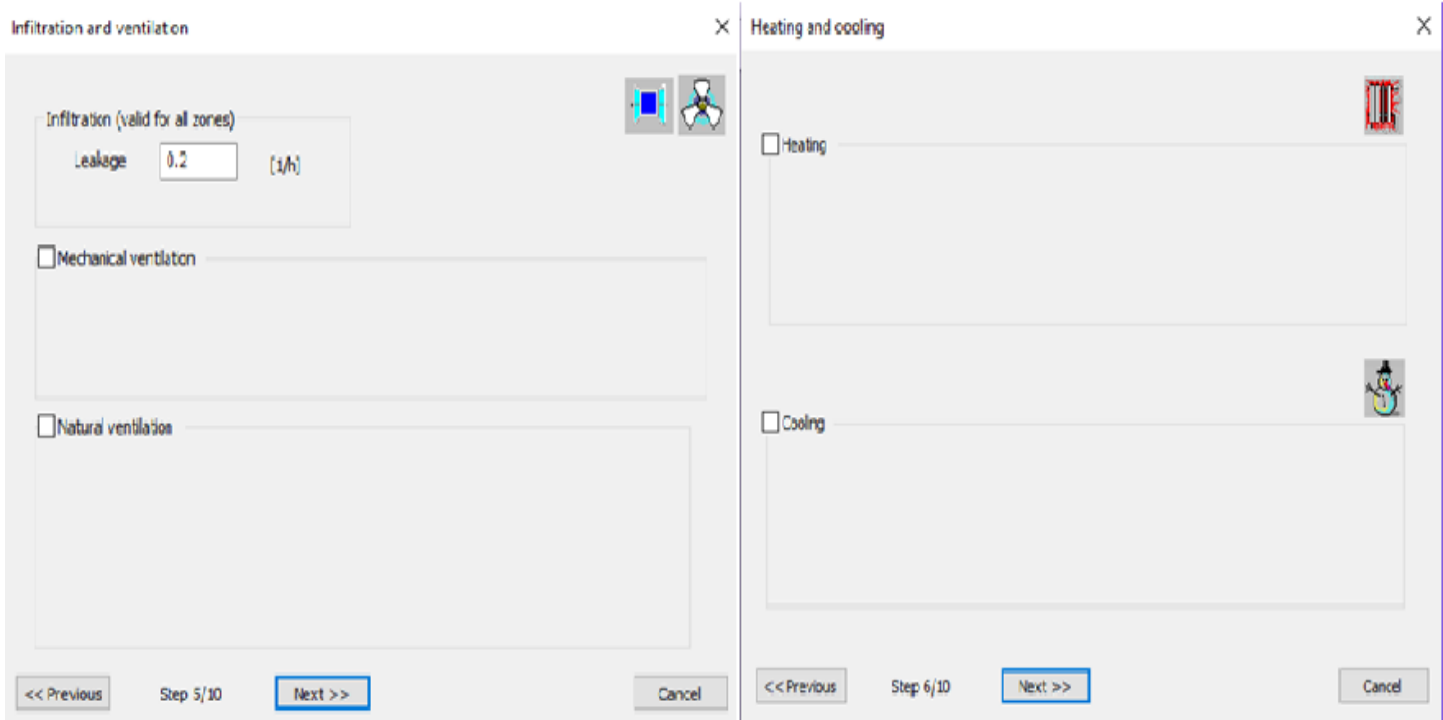 Infiltration and ventilation
Infiltration (valid for all zones)
Leakage 0.2 [1/h]
Mechanical ventilation
Natural ventilation
<< Previous Step 5/10 Next >> Cancel
Heating and cooling
Heating
Cooling
<< Previous Step 6/10 Next >> Cancel